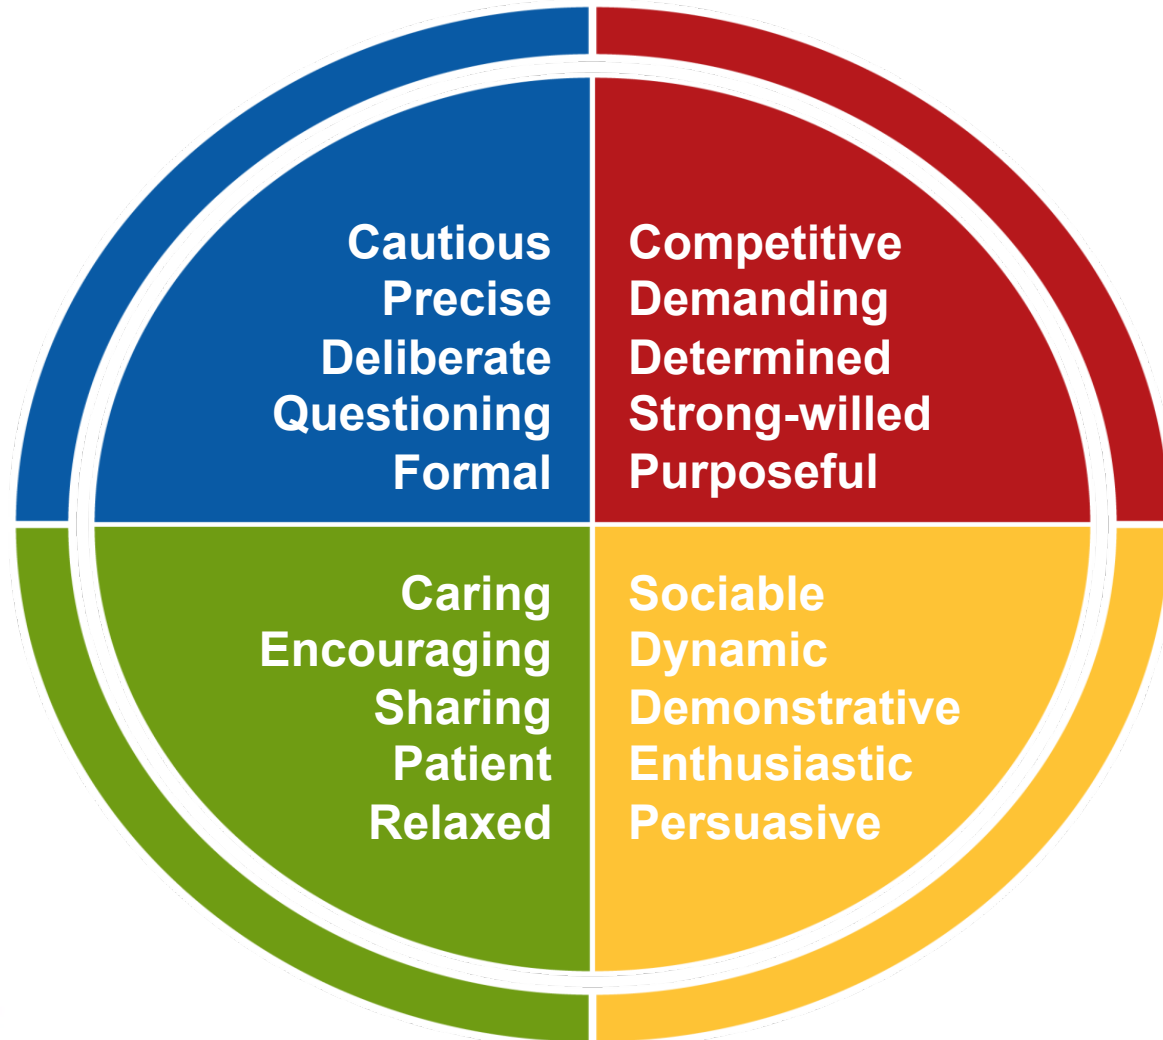 Cautious
Precise
Deliberate
Questioning
Formal
Competitive
Demanding
Determined
Strong-willed
Purposeful
Caring
Encouraging
Sharing
Patient
Relaxed
Sociable
Dynamic
Demonstrative
Enthusiastic
Persuasive